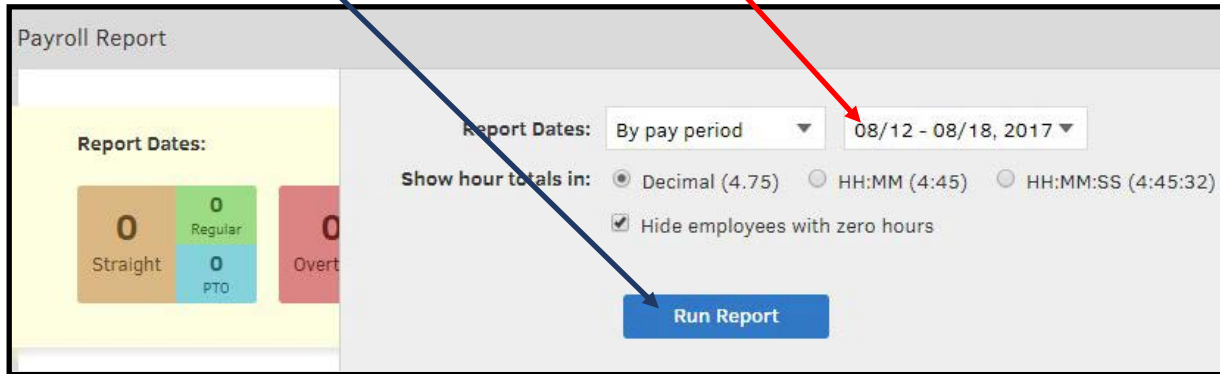 Payroll Report
Report Dates:
0
Straight
0
Regular
0
PTO
0
Report Dates: By pay period 08/12 - 08/18, 2017
Show hour totals in: Decimal (4.75) HH:MM (4:45) HH:MM:SS (4:45:32)
Hide employees with zero hours
Run Report